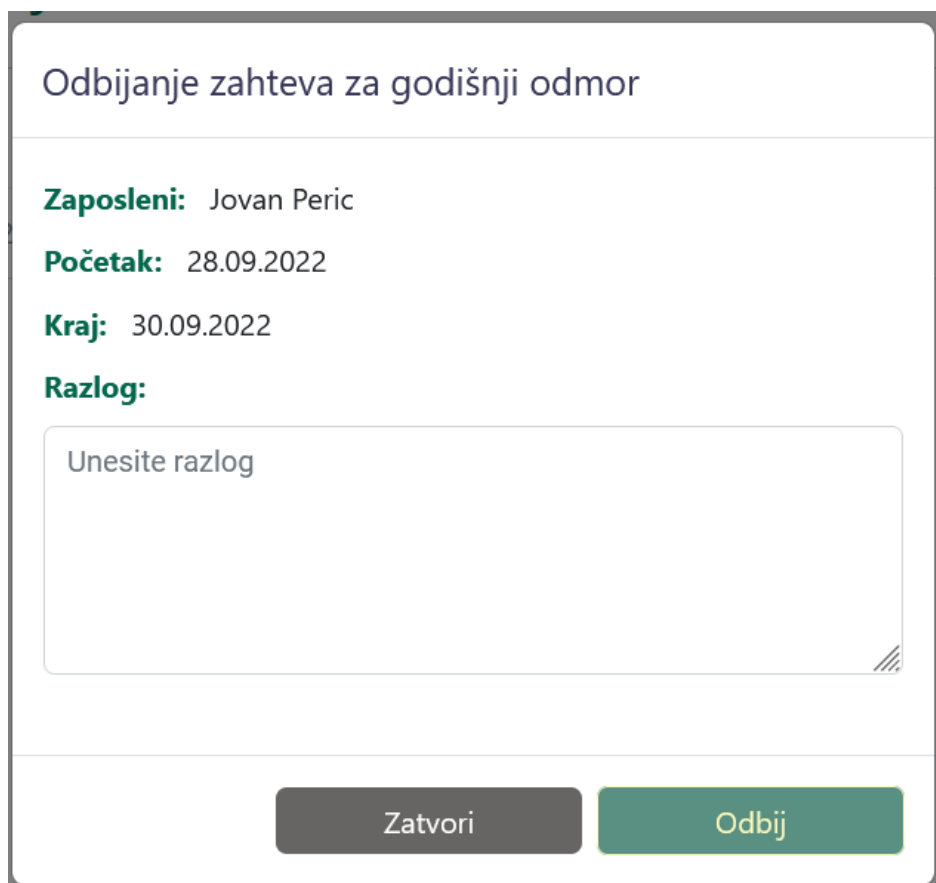 Odbijanje zahteva za godišnji odmor
Zaposleni: Jovan Peric
Početak: 28.09.2022
Kraj: 30.09.2022
Razlog:
Unesite razlog
Zatvori Odbij